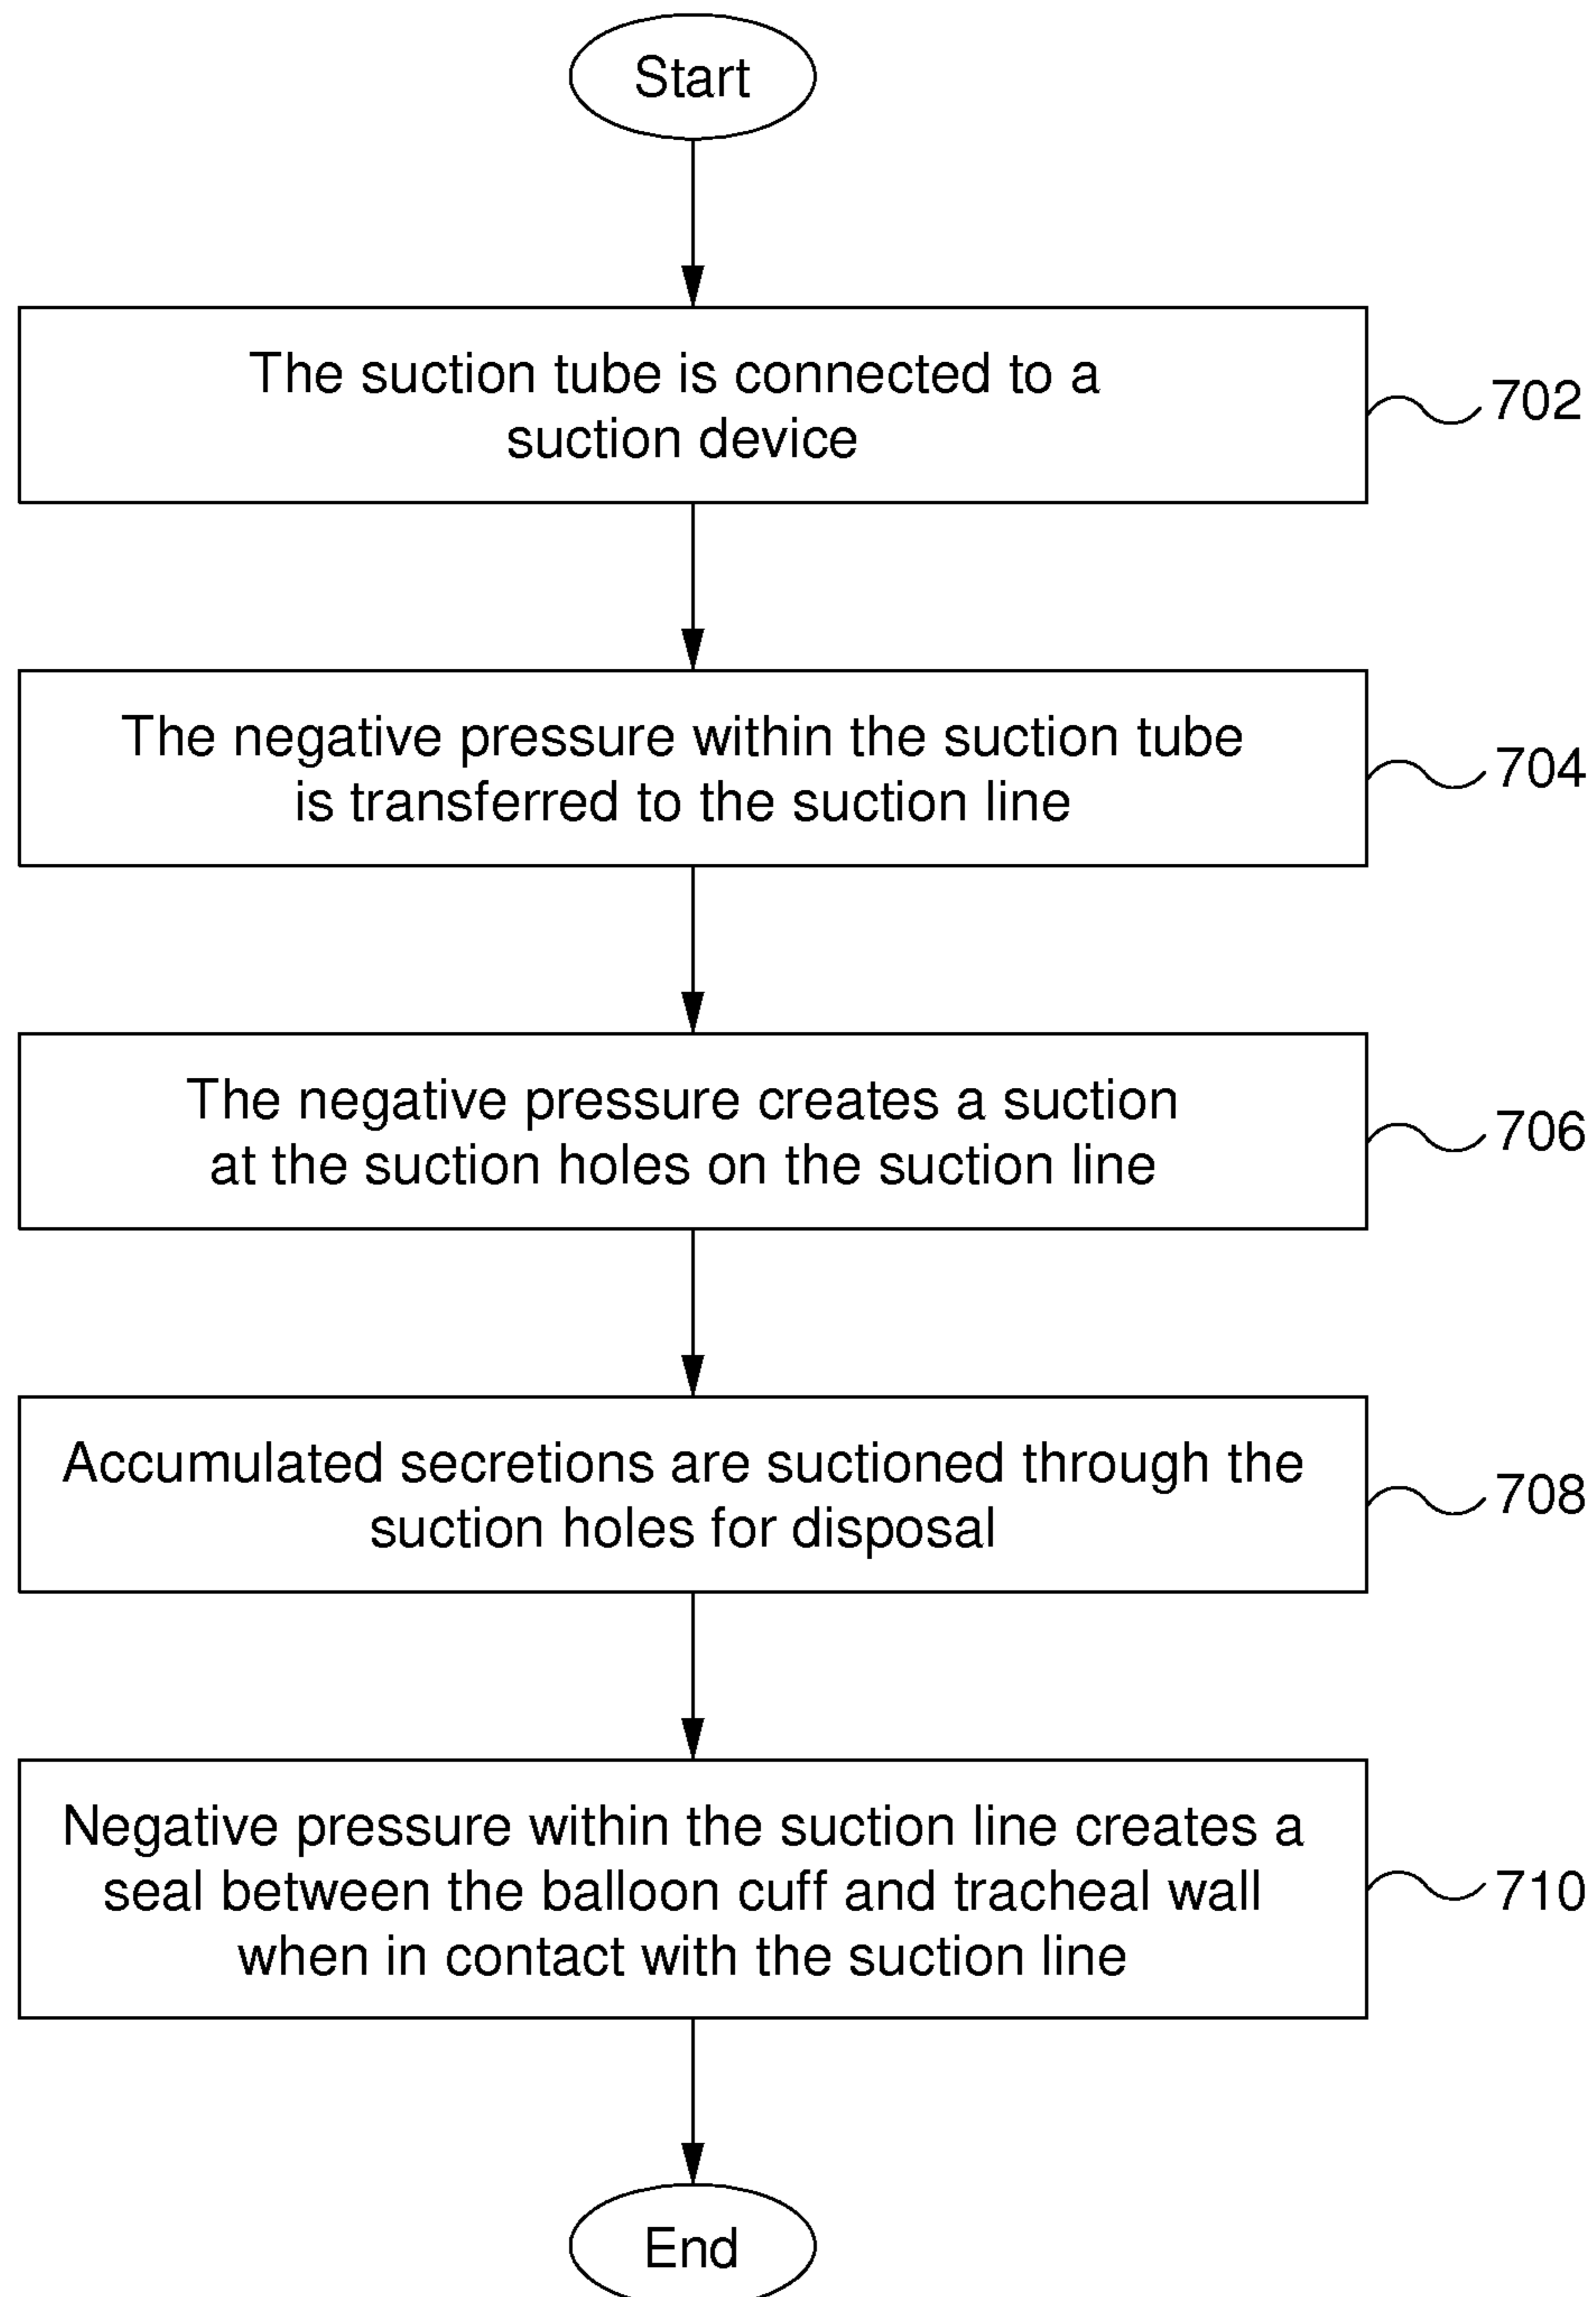 Start
The suction tube is connected to a
suction device
702
The negative pressure within the suction tube
is transferred to the suction line
704
The negative pressure creates a suction
at the suction holes on the suction line
706
Accumulated secretions are suctioned through the
suction holes for disposal
708
Negative pressure within the suction line creates a
seal between the balloon cuff and tracheal wall
when in contact with the suction line
710
End